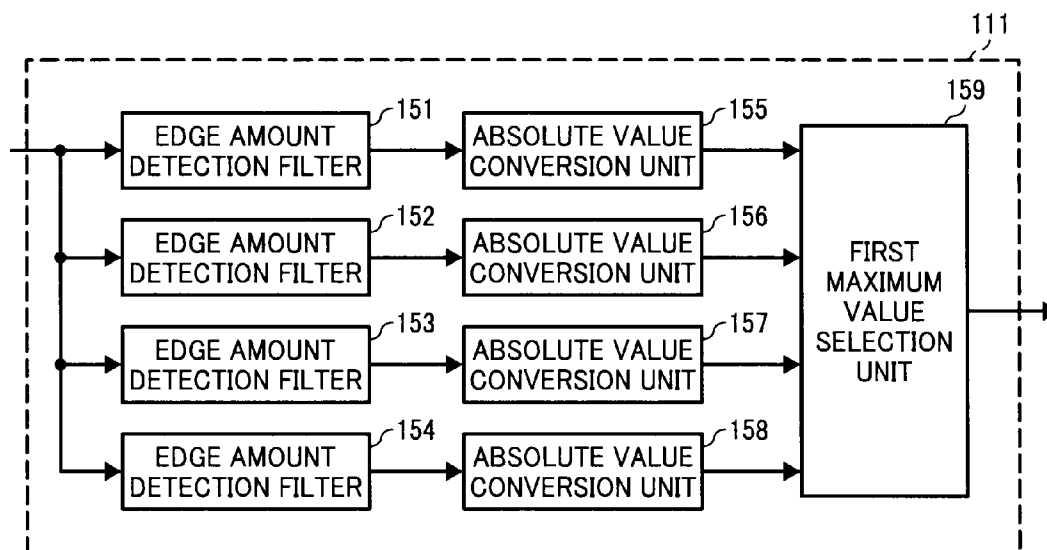 111
151
EDGE AMOUNT
DETECTION FILTER
155
ABSOLUTE VALUE
CONVERSION UNIT
159
152
EDGE AMOUNT
DETECTION FILTER
156
ABSOLUTE VALUE
CONVERSION UNIT
153
EDGE AMOUNT
DETECTION FILTER
157
ABSOLUTE VALUE
CONVERSION UNIT
154
EDGE AMOUNT
DETECTION FILTER
158
ABSOLUTE VALUE
CONVERSION UNIT
FIRST
MAXIMUM
VALUE
SELECTION
UNIT